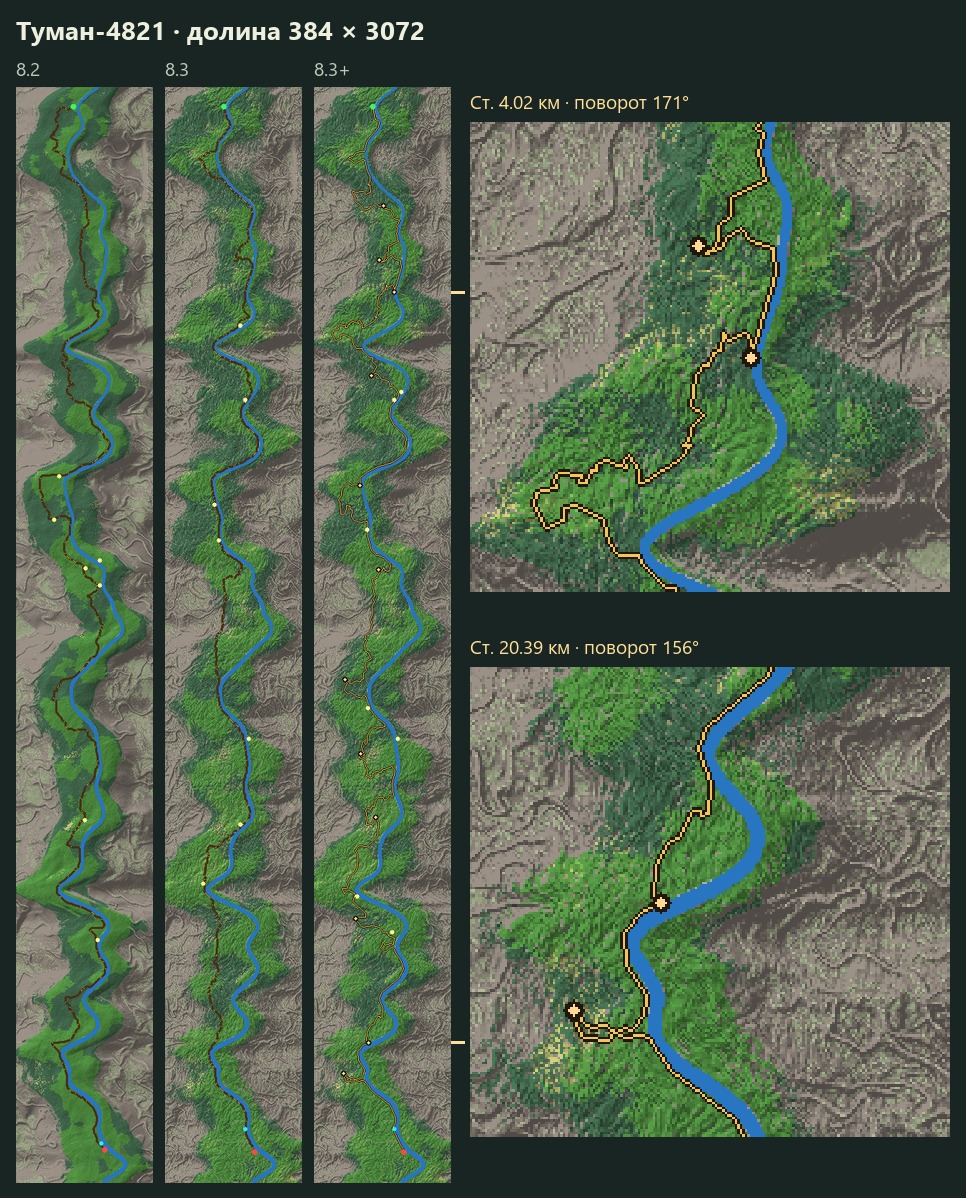 Туман-4821 · долина 384 × 3072
8.2
8.3
8.3+
Ст. 4.02 км · поворот 171°
Ст. 20.39 км · поворот 156°